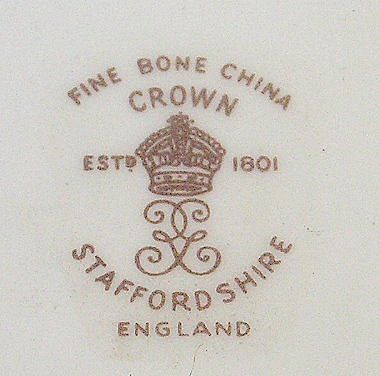 FINE BONE CHINA
CROWN
ESTD 1801
STAFFORDSHIRE
ENGLAND